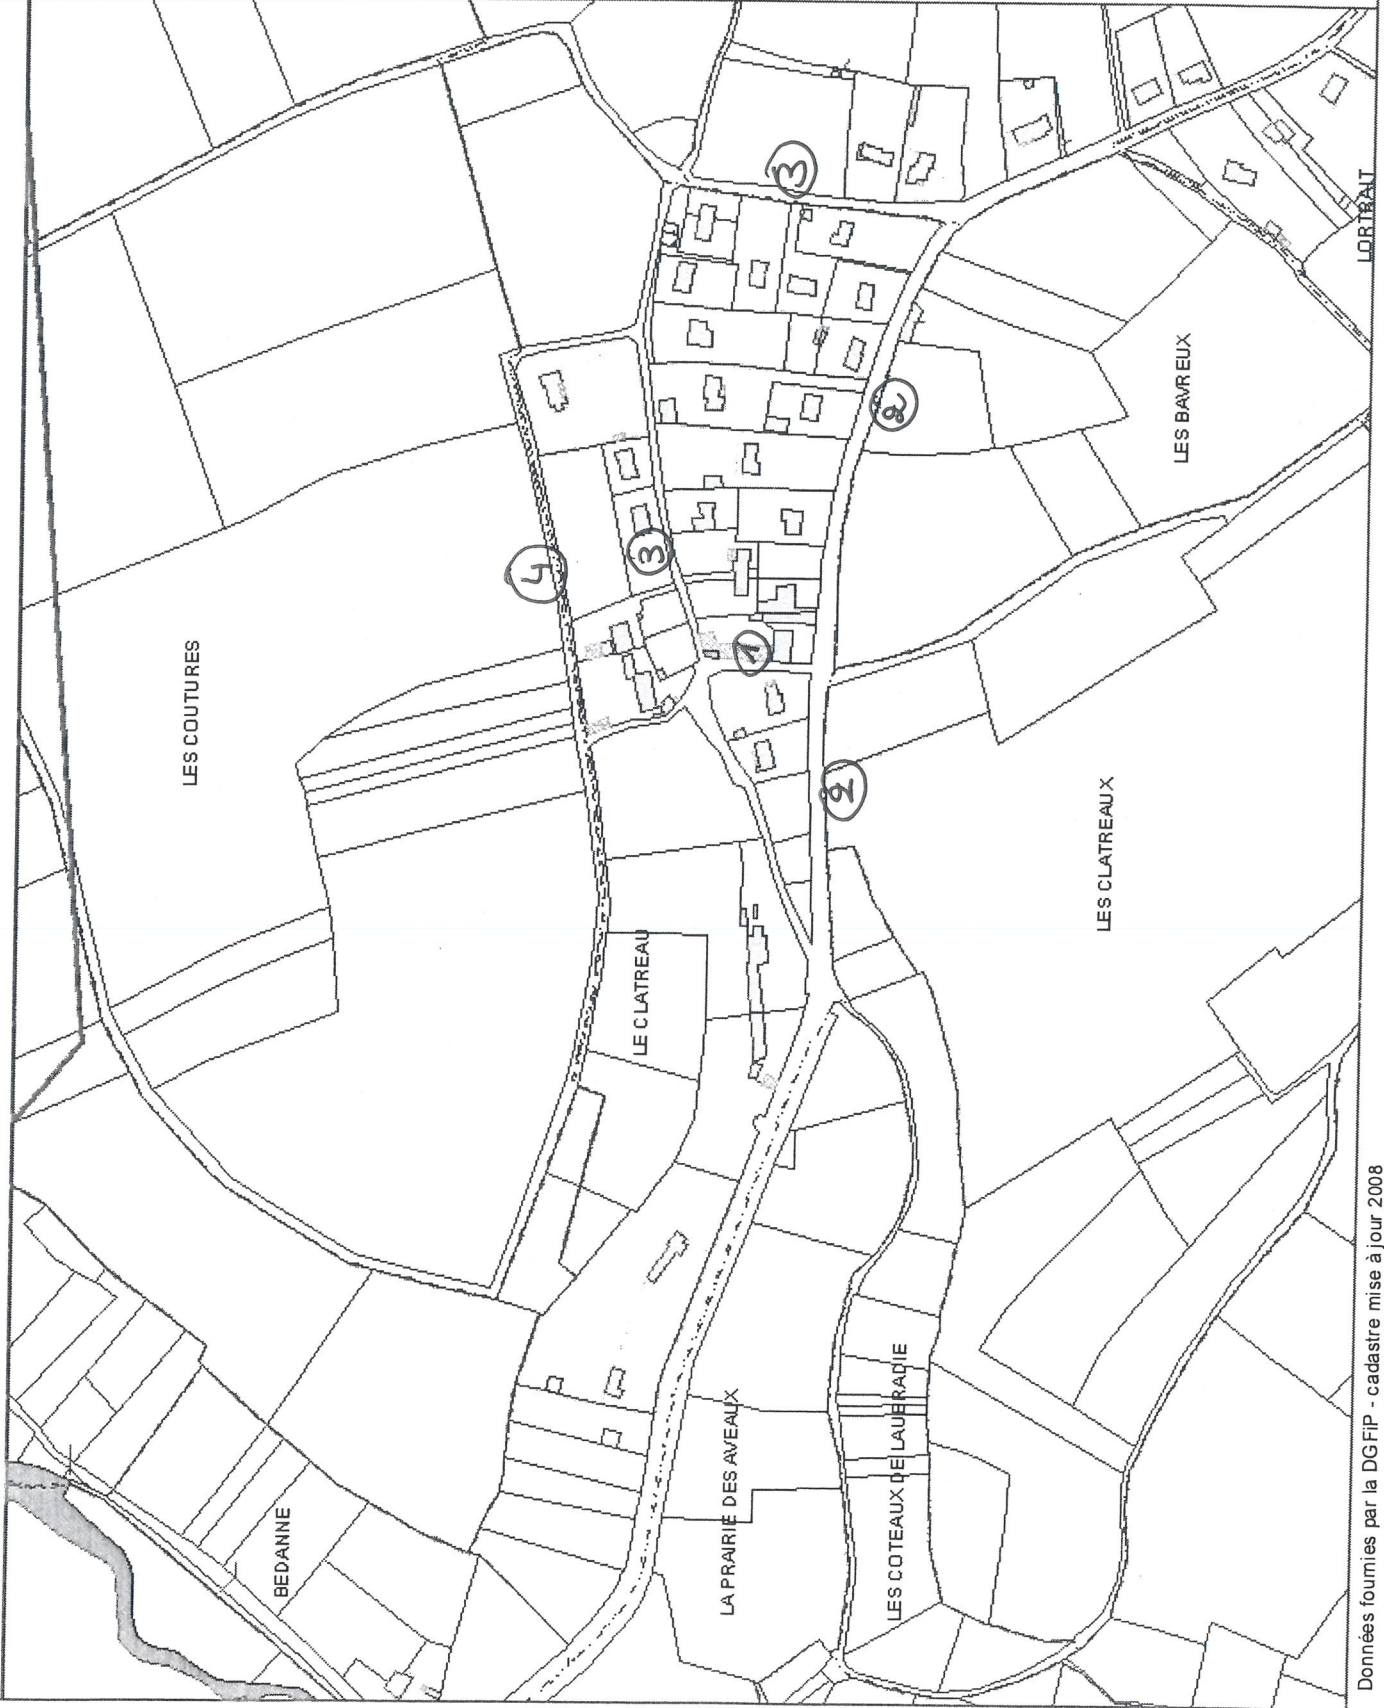 LES COUTURES
BEDANNE
LE CLATREAU
LA PRAIRIE DES AVEAUX
LES COTEAUX DE LAUBRADIE
LES CLATREAUX
LES BAVREUX
LORTRAIT
4
3
3
1
2
2
Données fournies par la DGFiP - cadastre mise à jour 2008